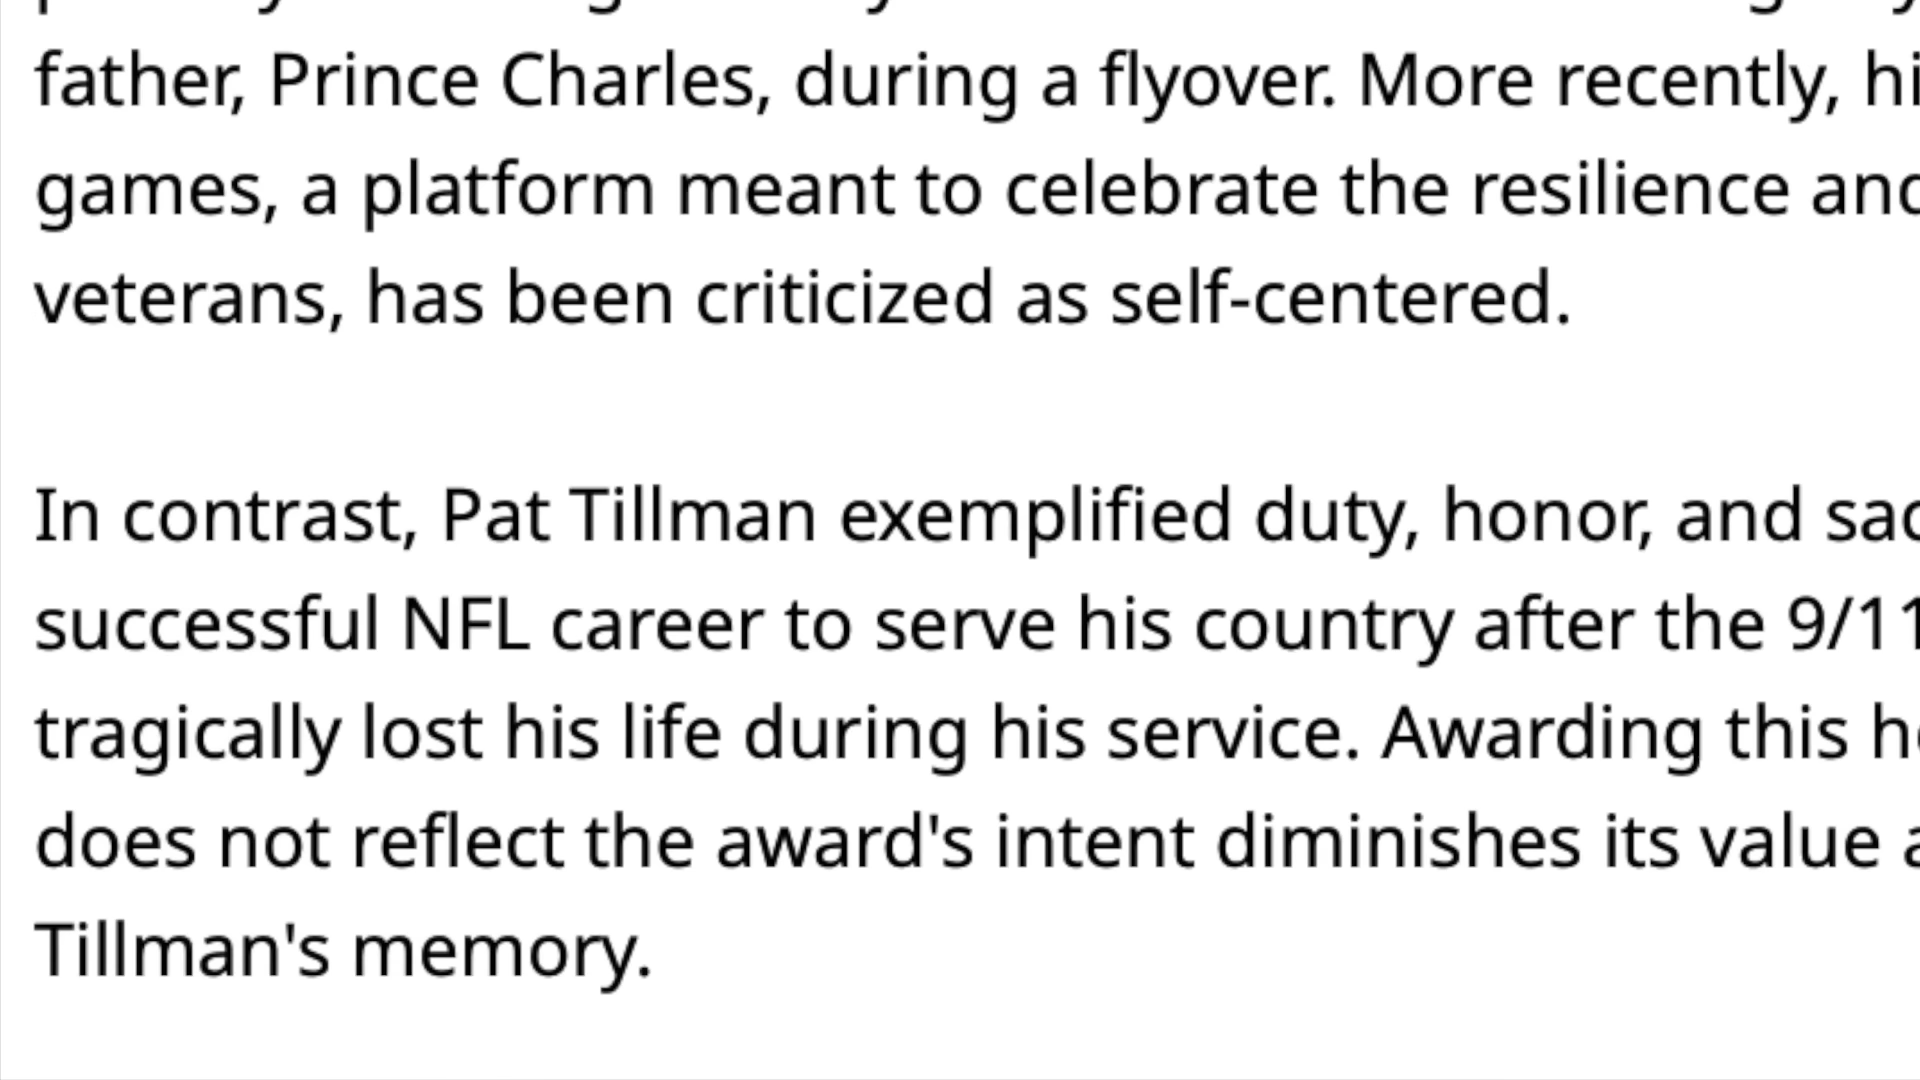 father, Prince Charles, during a flyover. More recently,
games, a platform meant to celebrate the resilience and
veterans, has been criticized as self-centered.
In contrast, Pat Tillman exemplified duty, honor, and
successful NFL career to serve his country after the 9/11
tragically lost his life during his service. Awarding this
does not reflect the award's intent diminishes its value
Tillman's memory.